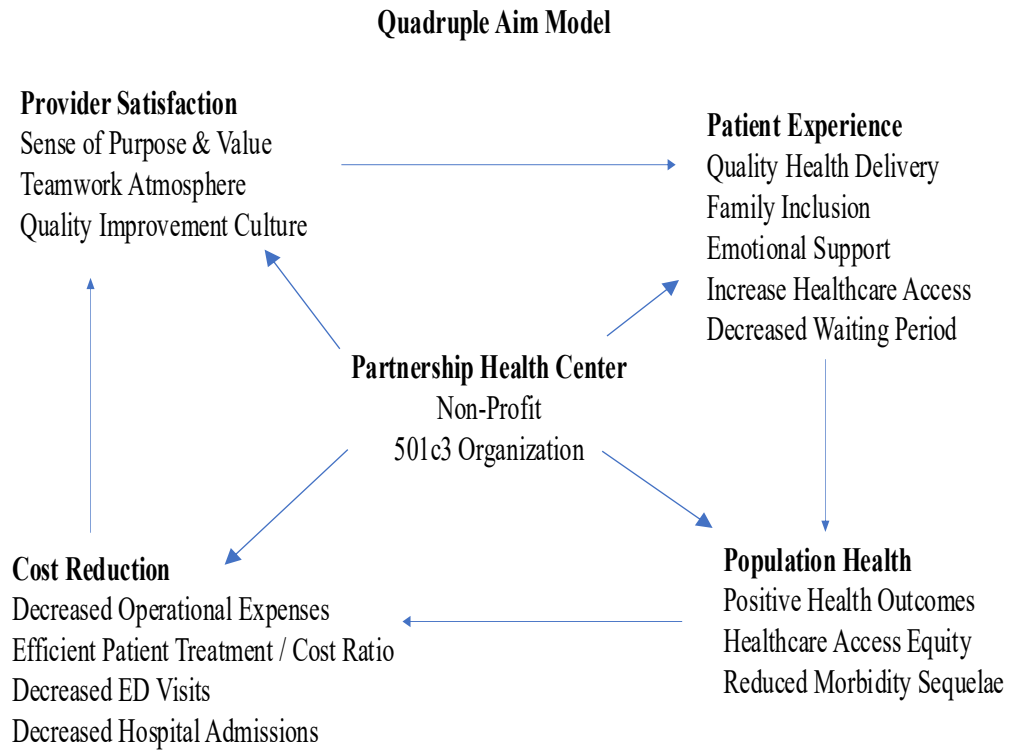 Quadruple Aim Model
Provider Satisfaction
Sense of Purpose & Value
Teamwork Atmosphere
Quality Improvement Culture
Patient Experience
Quality Health Delivery
Family Inclusion
Emotional Support
Increase Healthcare Access
Decreased Waiting Period
Partnership Health Center
Non-Profit
501c3 Organization
Cost Reduction
Decreased Operational Expenses
Efficient Patient Treatment / Cost Ratio
Decreased ED Visits
Decreased Hospital Admissions
Population Health
Positive Health Outcomes
Healthcare Access Equity
Reduced Morbidity Sequelae